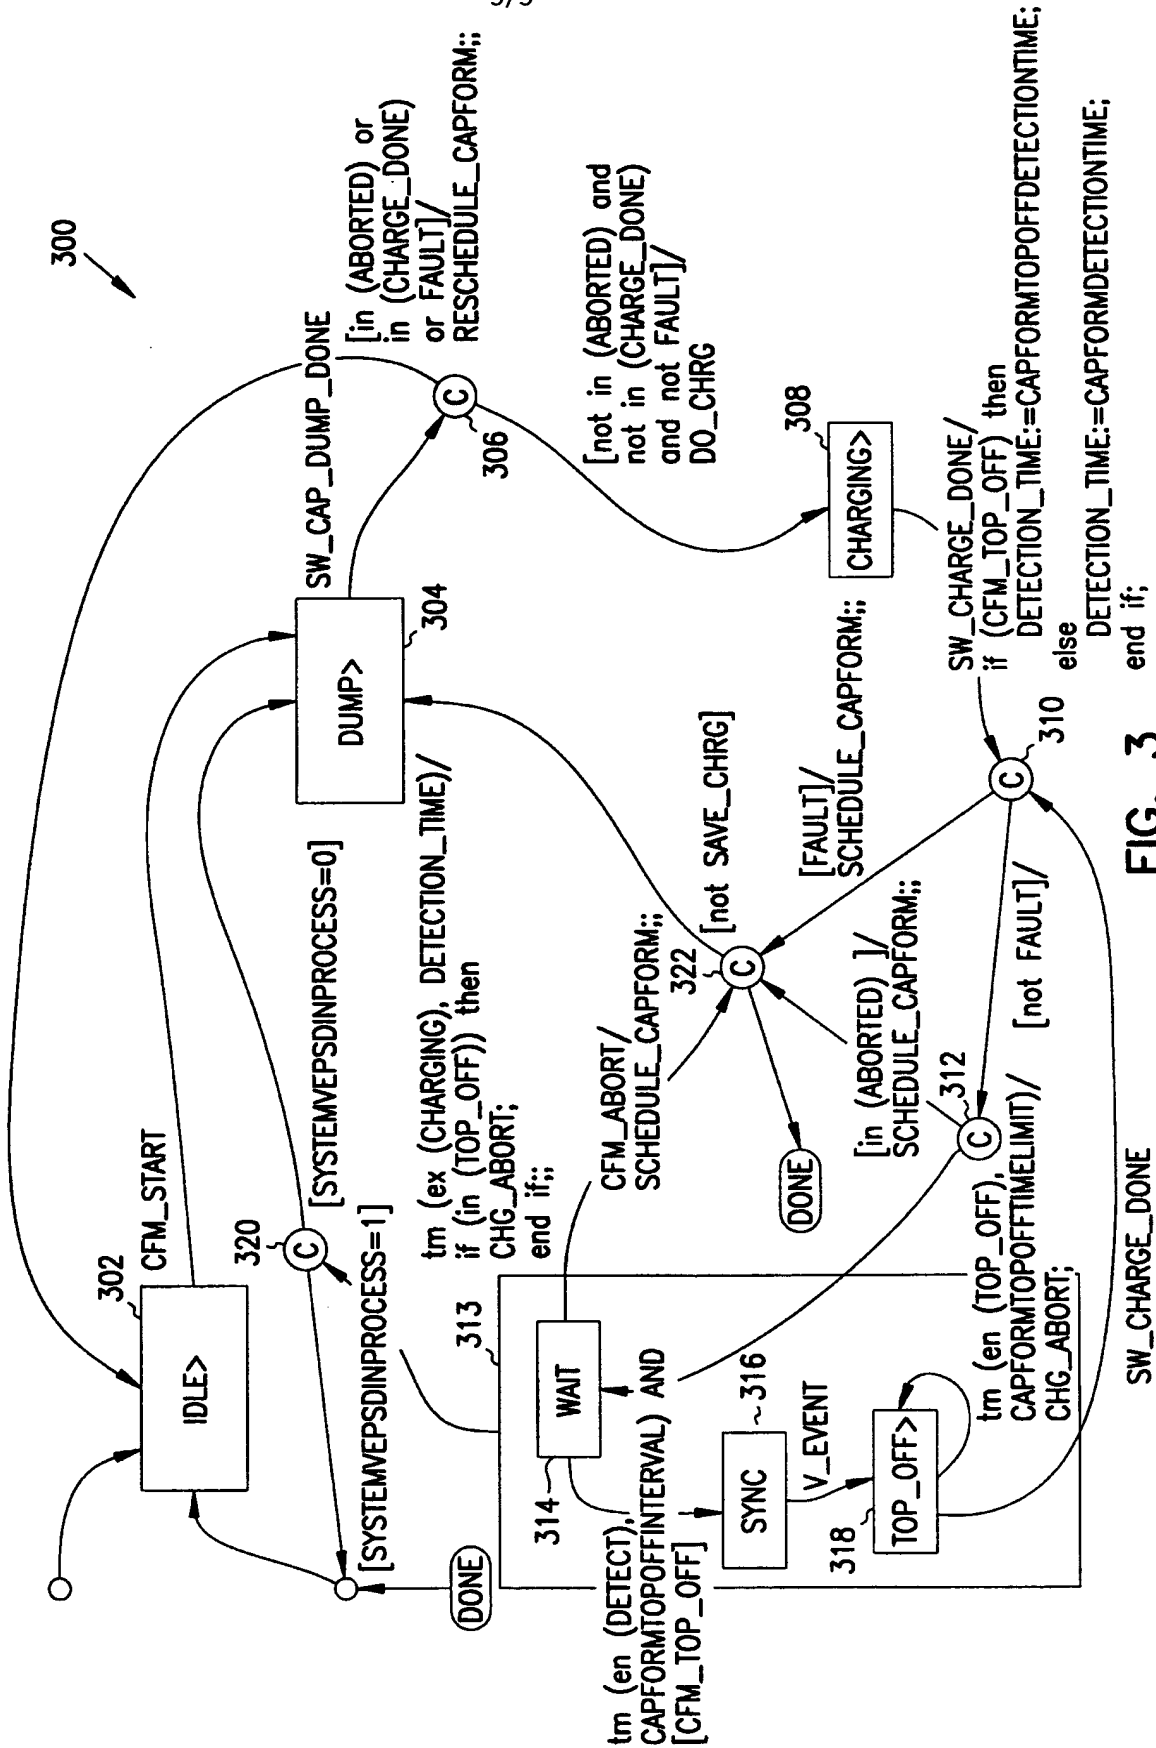 300
302
IDLE>
CFM_START
SW_CAP_DUMP_DONE
[in (ABORTED) or
in (CHARGE_DONE)
or FAULT]/
RESCHEDULE_CAPFORM;;
320
C
[SYSTEMVEPSDINPROCESS=0]
[SYSTEMVEPSDINPROCESS=1]
DONE
DUMP>
304
C
306
[not in (ABORTED) and
not in (CHARGE_DONE)
and not FAULT]/
DO_CHRG
tm (ex (CHARGING), DETECTION_TIME)/
if (in (TOP_OFF)) then
CHG_ABORT;
end if;;
313
WAIT
314
tm (en (DETECT),
CAPFORMTOPOFFINTERVAL) AND
[CFM_TOP_OFF]
SYNC
316
V_EVENT
318
TOP_OFF>
tm (en (TOP_OFF),
CAPFORMTOPOFFTIMELIMIT)/
CHG_ABORT;
CFM_ABORT/
SCHEDULE_CAPFORM;;
322
C
[not SAVE_CHRG]
DONE
[in (ABORTED) ]/
SCHEDULE_CAPFORM;;
312
C
[FAULT]/
SCHEDULE_CAPFORM;;
[not FAULT]/
308
CHARGING>
SW_CHARGE_DONE/
if (CFM_TOP_OFF) then
DETECTION_TIME:=CAPFORMTOPOFFDETECTIONTIME;
else
DETECTION_TIME:=CAPFORMDETECTIONTIME;
end if;
C
310
SW_CHARGE_DONE
FIG. 3